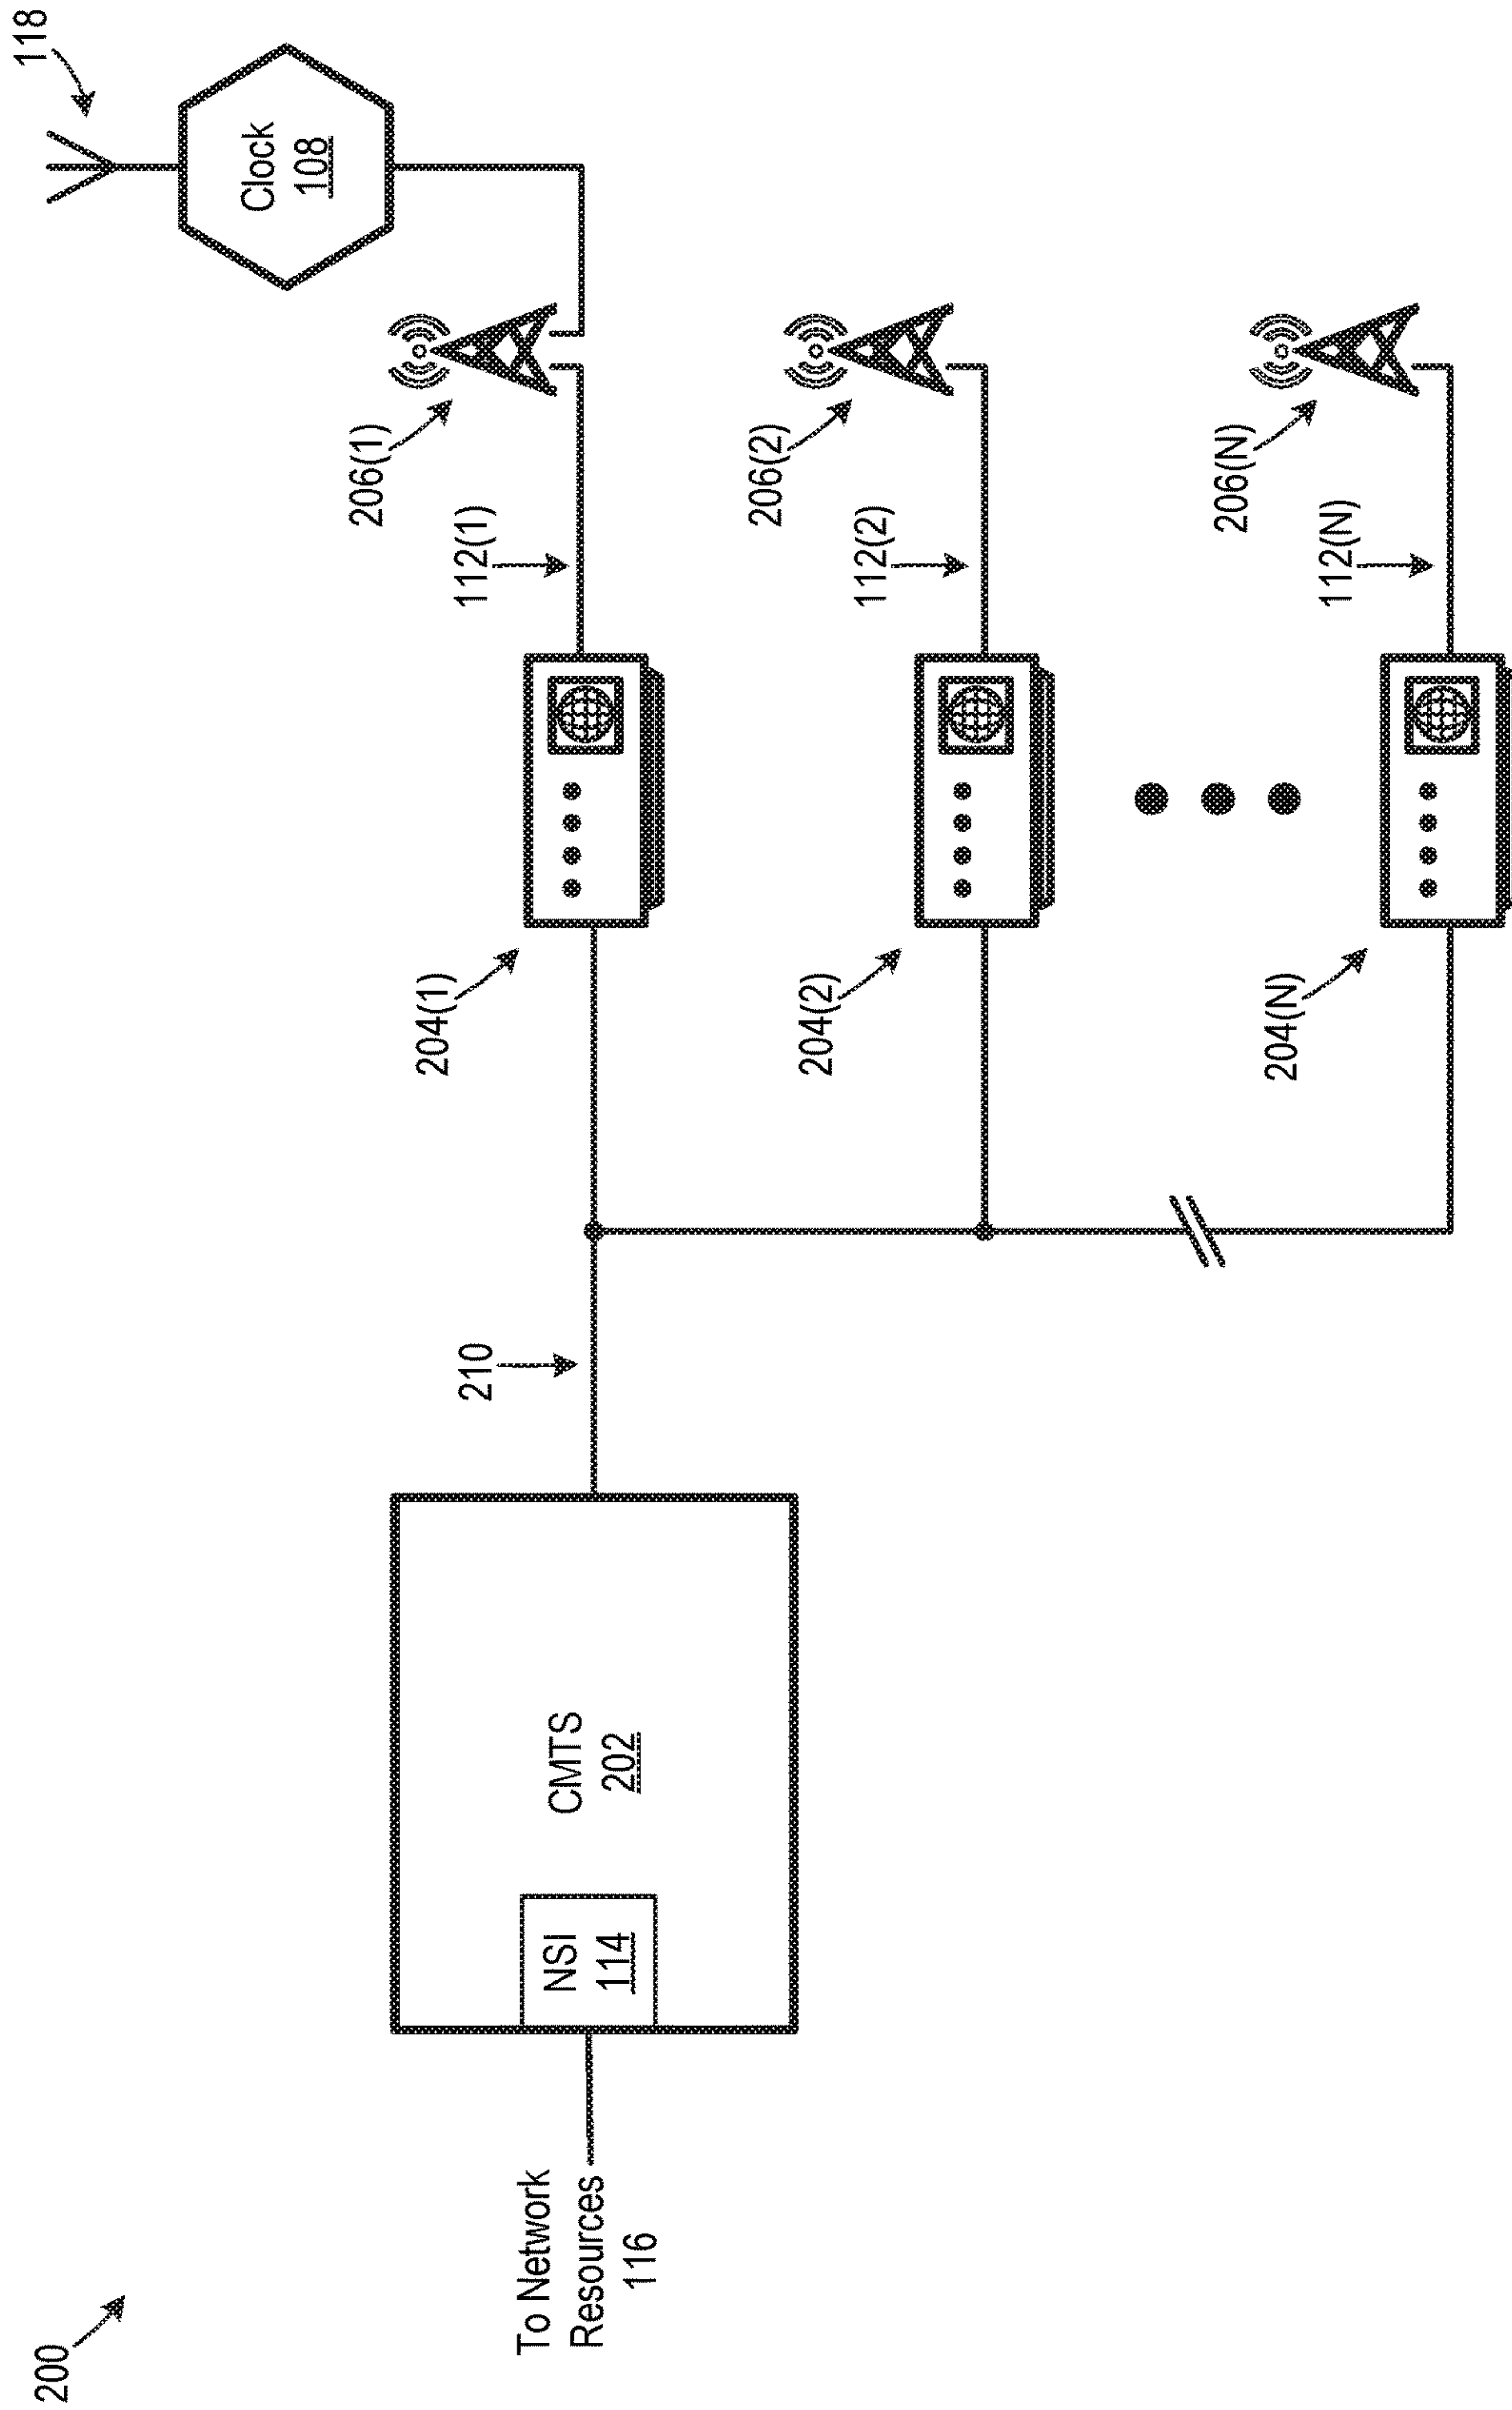 200
118
Clock
108
206(1)
112(1)
204(1)
206(2)
112(2)
204(2)
206(N)
112(N)
204(N)
210
CMTS
202
NSI
114
To Network
Resources
116